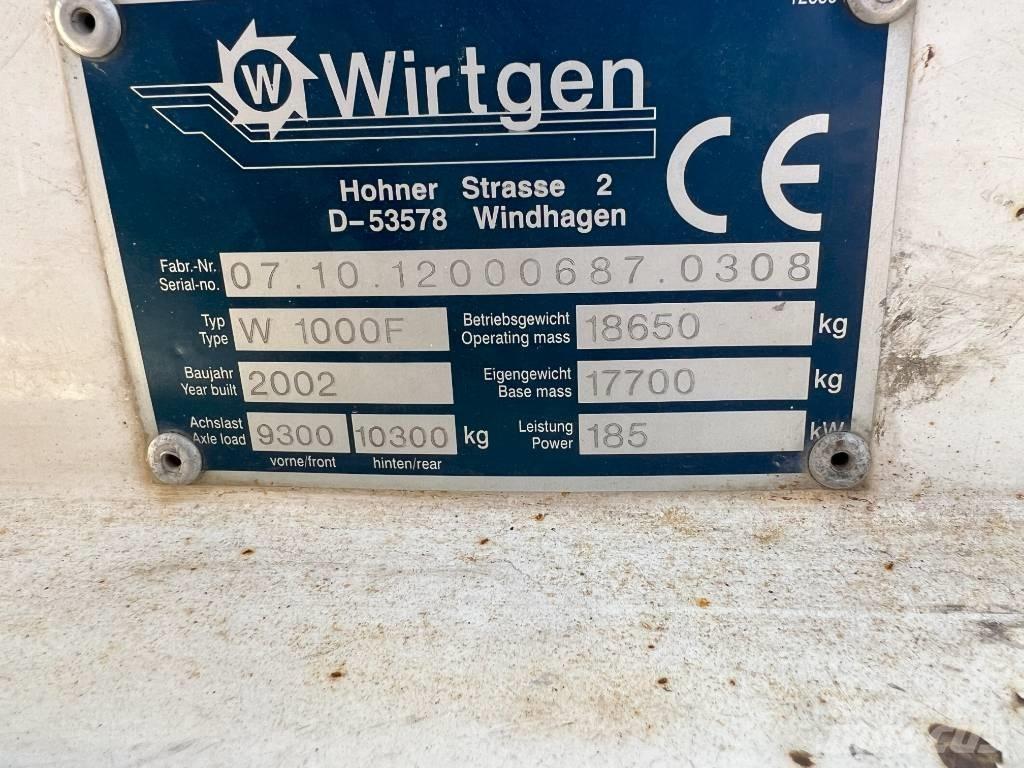 W Wirtgen
CE
Hohner Strasse 2
D-53578 Windhagen
Fabr.-Nr.
Serial-no. 07.10.12000687.0308
Typ
Type W 1000F
Betriebsgewicht
Operating mass 18650 kg
Baujahr
Year built 2002
Eigengewicht
Base mass 17700 kg
Achslast
Axle load 9300 10300 kg
vorne/front hinten/rear
Leistung
Power 185 kW